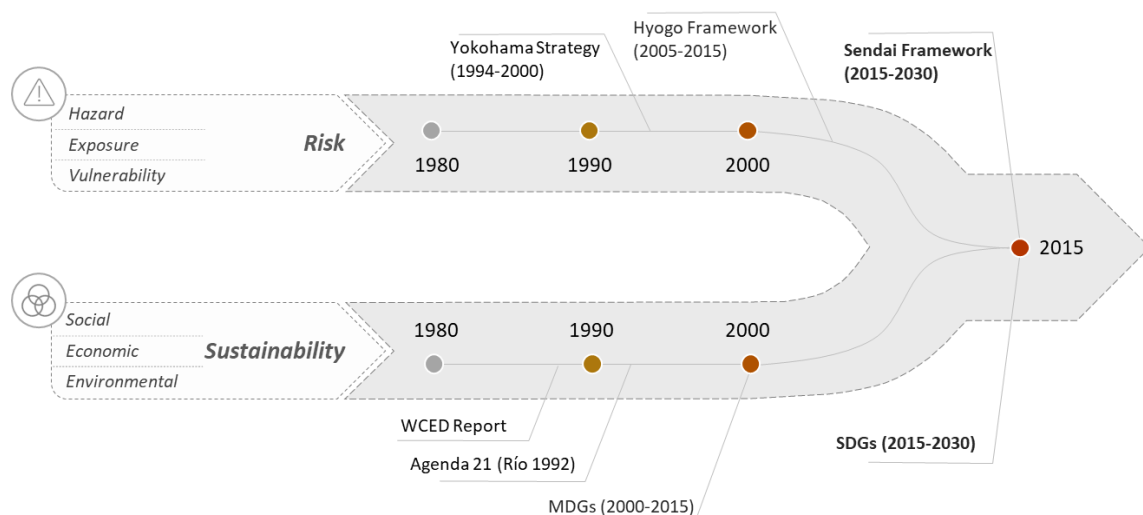 Hyogo Framework
(2005-2015)
Yokohama Strategy
(1994-2000)
Sendai Framework
(2015-2030)
Hazard
Exposure
Vulnerability
Risk
1980
1990
2000
2015
Social
Economic
Environmental
Sustainability
1980
1990
2000
WCED Report
Agenda 21 (Río 1992)
MDGs (2000-2015)
SDGs (2015-2030)